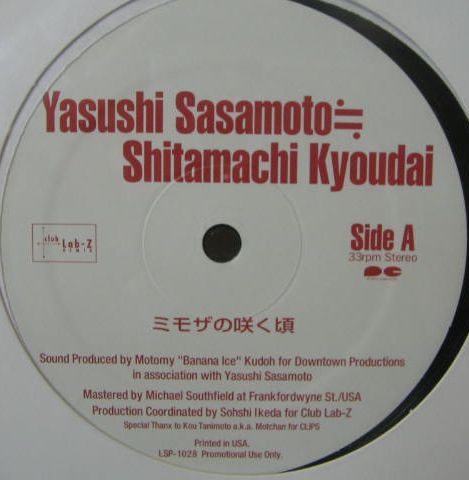 Yasushi Sasamoto≒
Shitamachi Kyoudai
club
Lab-Z
Side A
33rpm Stereo
ミモザの咲く頃
Sound Produced by Motomy "Banana Ice" Kudoh for Downtown Productions
in association with Yasushi Sasamoto
Mastered by Michael Southfield at Frankfordwyne St./USA
Production Coordinated by Sohshi Ikeda for Club Lab-Z
Special Thanx to Kou Tanimoto a.k.a. Motchan for CLIPS
Printed in USA.
LSP-1028 Promotional Use Only.